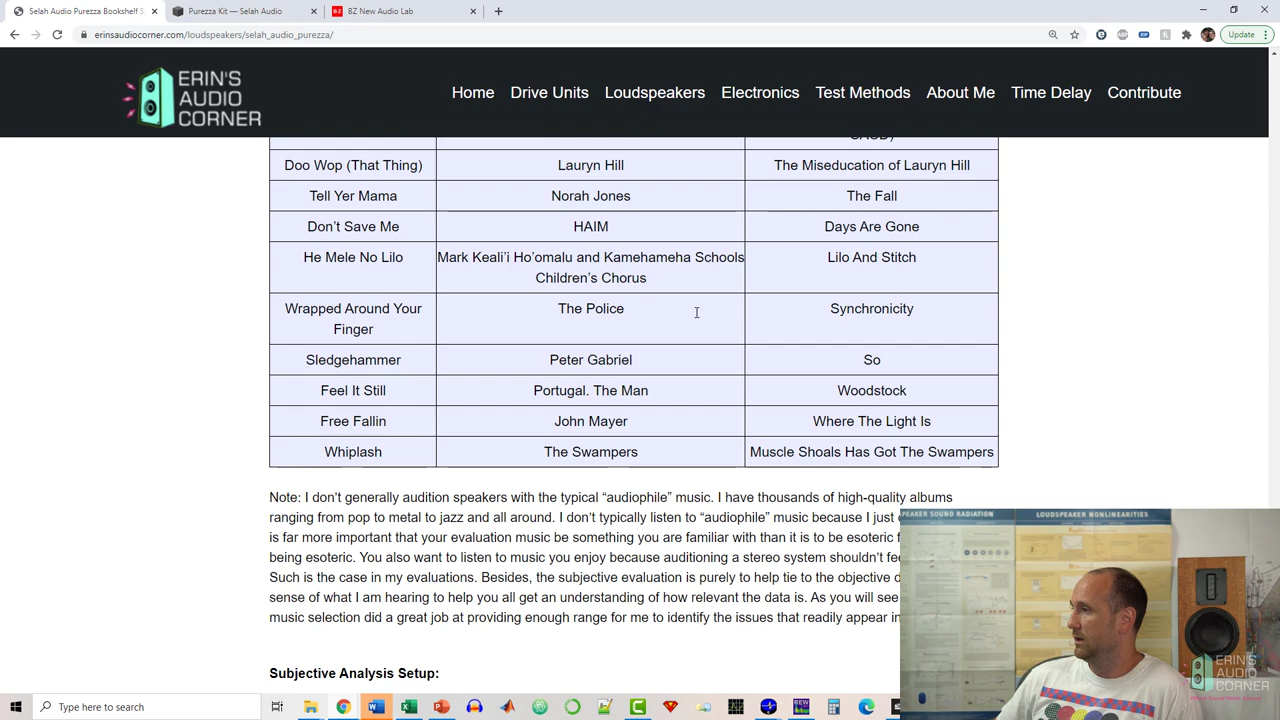 Selah Audio Purezza Bookshelf S
Purezza Kit — Selah Audio
BZ New Audio Lab
erinsaudiocorner.com/loudspeakers/selah_audio_purezza/
Update
ERIN'S
AUDIO
CORNER
Home Drive Units Loudspeakers Electronics Test Methods About Me Time Delay Contribute
Doo Wop (That Thing) Lauryn Hill The Miseducation of Lauryn Hill
Tell Yer Mama Norah Jones The Fall
Don’t Save Me HAIM Days Are Gone
He Mele No Lilo Mark Keali’i Ho’omalu and Kamehameha Schools Lilo And Stitch
Children’s Chorus
Wrapped Around Your The Police Synchronicity
Finger
Sledgehammer Peter Gabriel So
Feel It Still Portugal. The Man Woodstock
Free Fallin John Mayer Where The Light Is
Whiplash The Swampers Muscle Shoals Has Got The Swampers
Note: I don’t generally audition speakers with the typical “audiophile” music. I have thousands of high-quality albums
ranging from pop to metal to jazz and all around. I don’t typically listen to “audiophile” music because I just
is far more important that your evaluation music be something you are familiar with than it is to be esoteric
being esoteric. You also want to listen to music you enjoy because auditioning a stereo system shouldn’t
Such is the case in my evaluations. Besides, the subjective evaluation is purely to help tie to the objective
sense of what I am hearing to help you all get an understanding of how relevant the data is. As you will see
music selection did a great job at providing enough range for me to identify the issues that readily appear in
Subjective Analysis Setup:
SPEAKER SOUND RADIATION
LOUDSPEAKER NONLINEARITIES
ERIN'S
AUDIO
CORNER
Type here to search